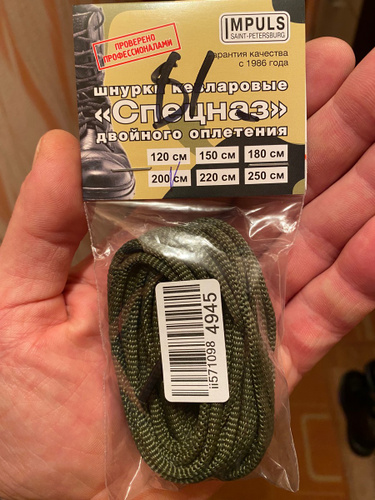 ПРОВЕРЕНО
ПРОФЕССИОНАЛАМИ
IMPULS
SAINT-PETERSBURG
гарантия качества
с 1986 года
шнурки кевларовые
«Спецназ»
двойного оплетения
120 см 150 см 180 см
200 см 220 см 250 см
ii571098 4945